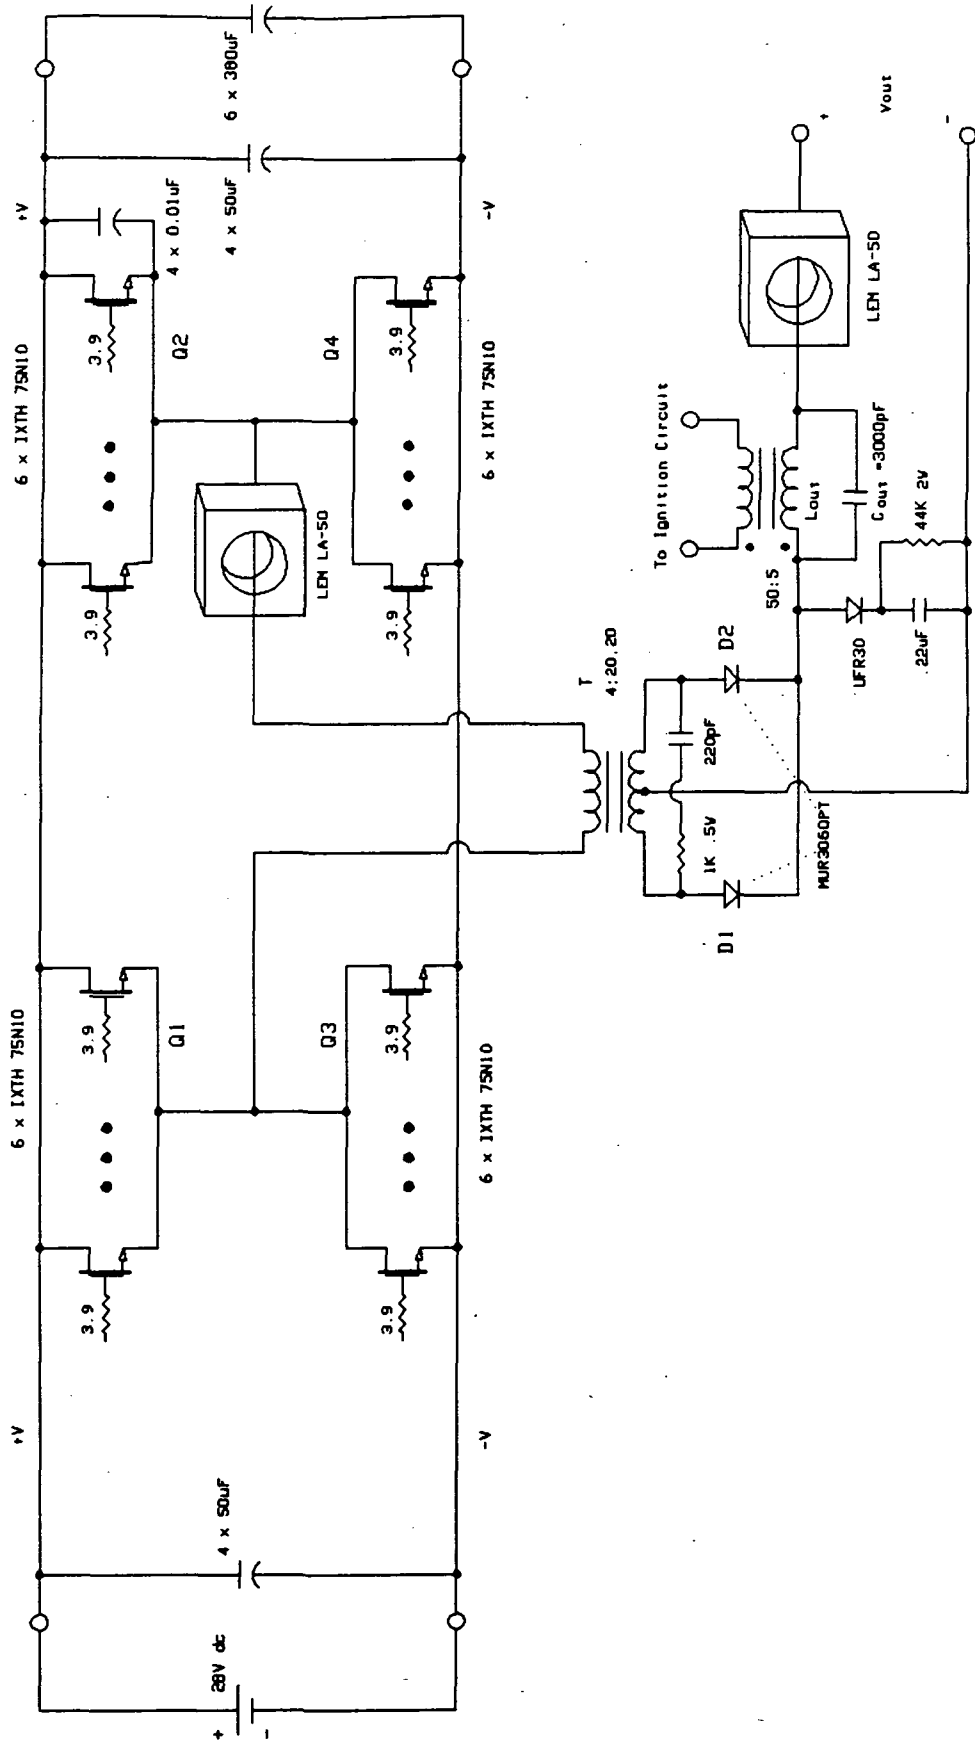 +
28V dc
-
4 x 50uF
+V
-V
6 x IXTH 75N10
3.9
3.9
Q1
Q3
3.9
3.9
6 x IXTH 75N10
6 x IXTH 75N10
3.9
3.9
Q2
4 x 0.01uF
+V
LEM LA-50
Q4
3.9
3.9
6 x IXTH 75N10
-V
4 x 50uF
6 x 380uF
T
4:20,20
220pF
1K .5W
D1
D2
MUR3060PT
To Ignition Circuit
50:5
Lout
Cout =3000pF
UFR30
.22uF
44K 2W
LEM LA-50
+
Vout
-